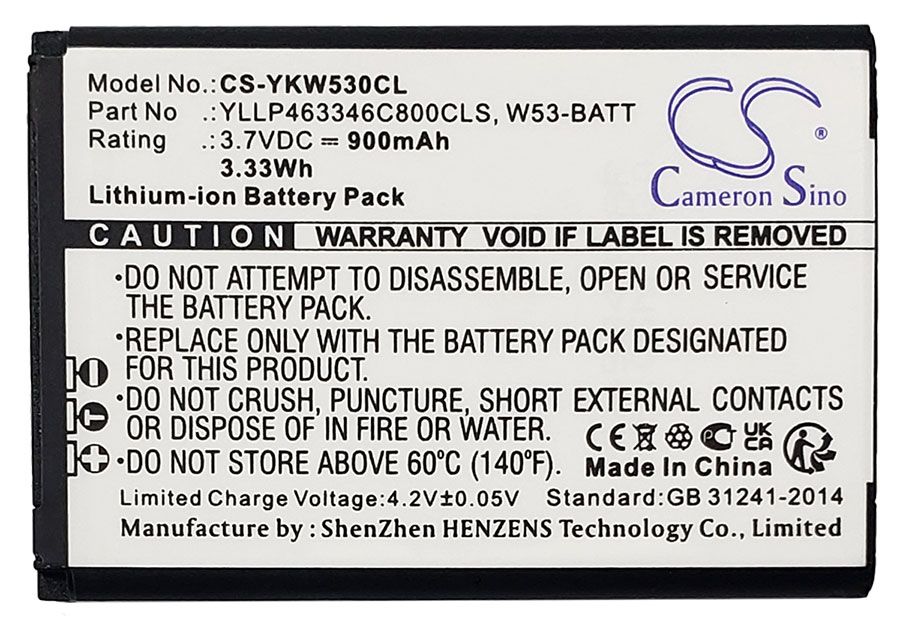 Model No.:CS-YKW530CL
Part No :YLLP463346C800CLS, W53-BATT
Rating :3.7VDC ⎓ 900mAh
3.33Wh
Lithium-ion Battery Pack
CS ®
Cameron Sino
CAUTION WARRANTY VOID IF LABEL IS REMOVED
·DO NOT ATTEMPT TO DISASSEMBLE, OPEN OR SERVICE
THE BATTERY PACK.
·REPLACE ONLY WITH THE BATTERY PACK DESIGNATED
FOR THIS PRODUCT.
·DO NOT CRUSH, PUNCTURE, SHORT EXTERNAL CONTACTS
OR DISPOSE OF IN FIRE OR WATER.
·DO NOT STORE ABOVE 60°C (140°F).
- T +
CE UKCA
Made In China
Limited Charge Voltage:4.2V±0.05V Standard:GB 31241-2014
Manufacture by:ShenZhen HENZENS Technology Co., Limited